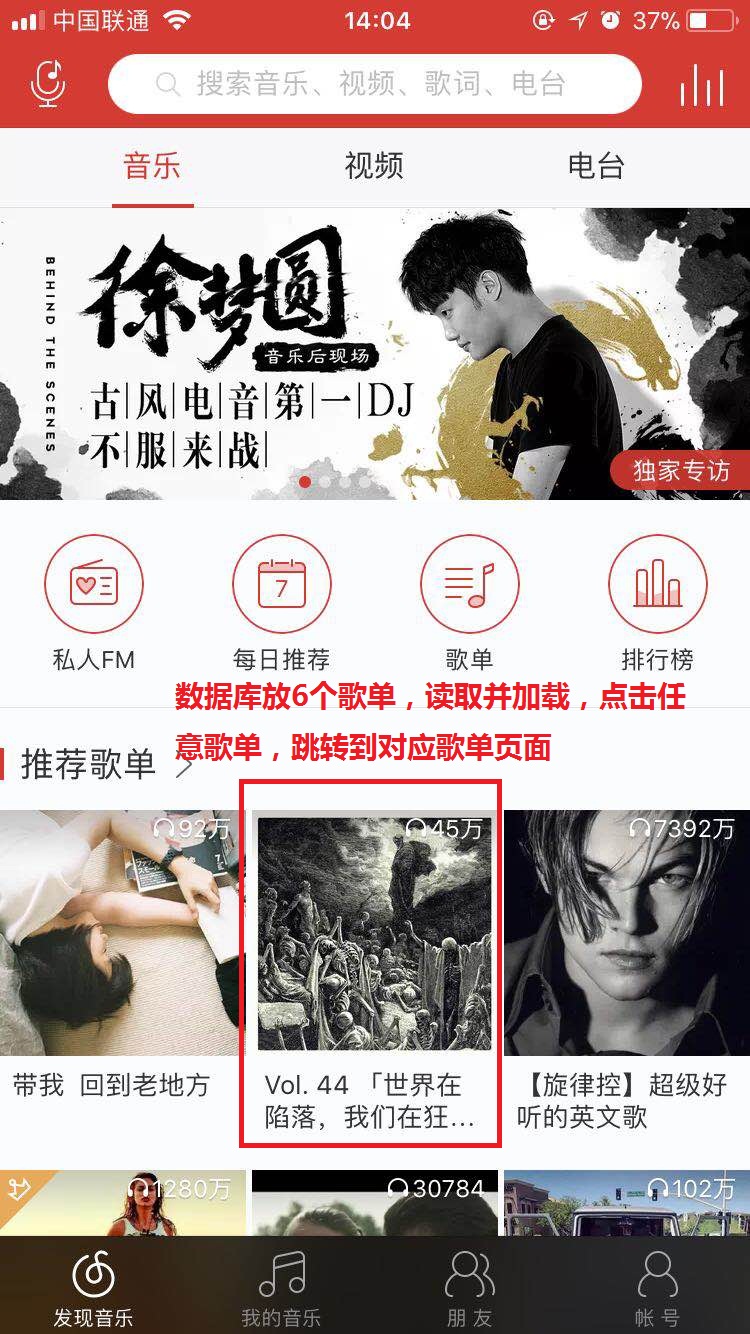 中国联通
14:04
37%
搜索音乐、视频、歌词、电台
音乐
视频
电台
BEHIND THE SCENES
徐梦圆
音乐后现场
古风电音第一DJ
不服来战
独家专访
7
私人FM
每日推荐
歌单
排行榜
数据库放6个歌单，读取并加载，点击任
意歌单，跳转到对应歌单页面
推荐歌单
92万
45万
7392万
带我 回到老地方
Vol. 44 「世界在
陷落，我们在狂...
【旋律控】超级好
听的英文歌
1280万
30784
102万
发现音乐
我的音乐
朋友
帐号